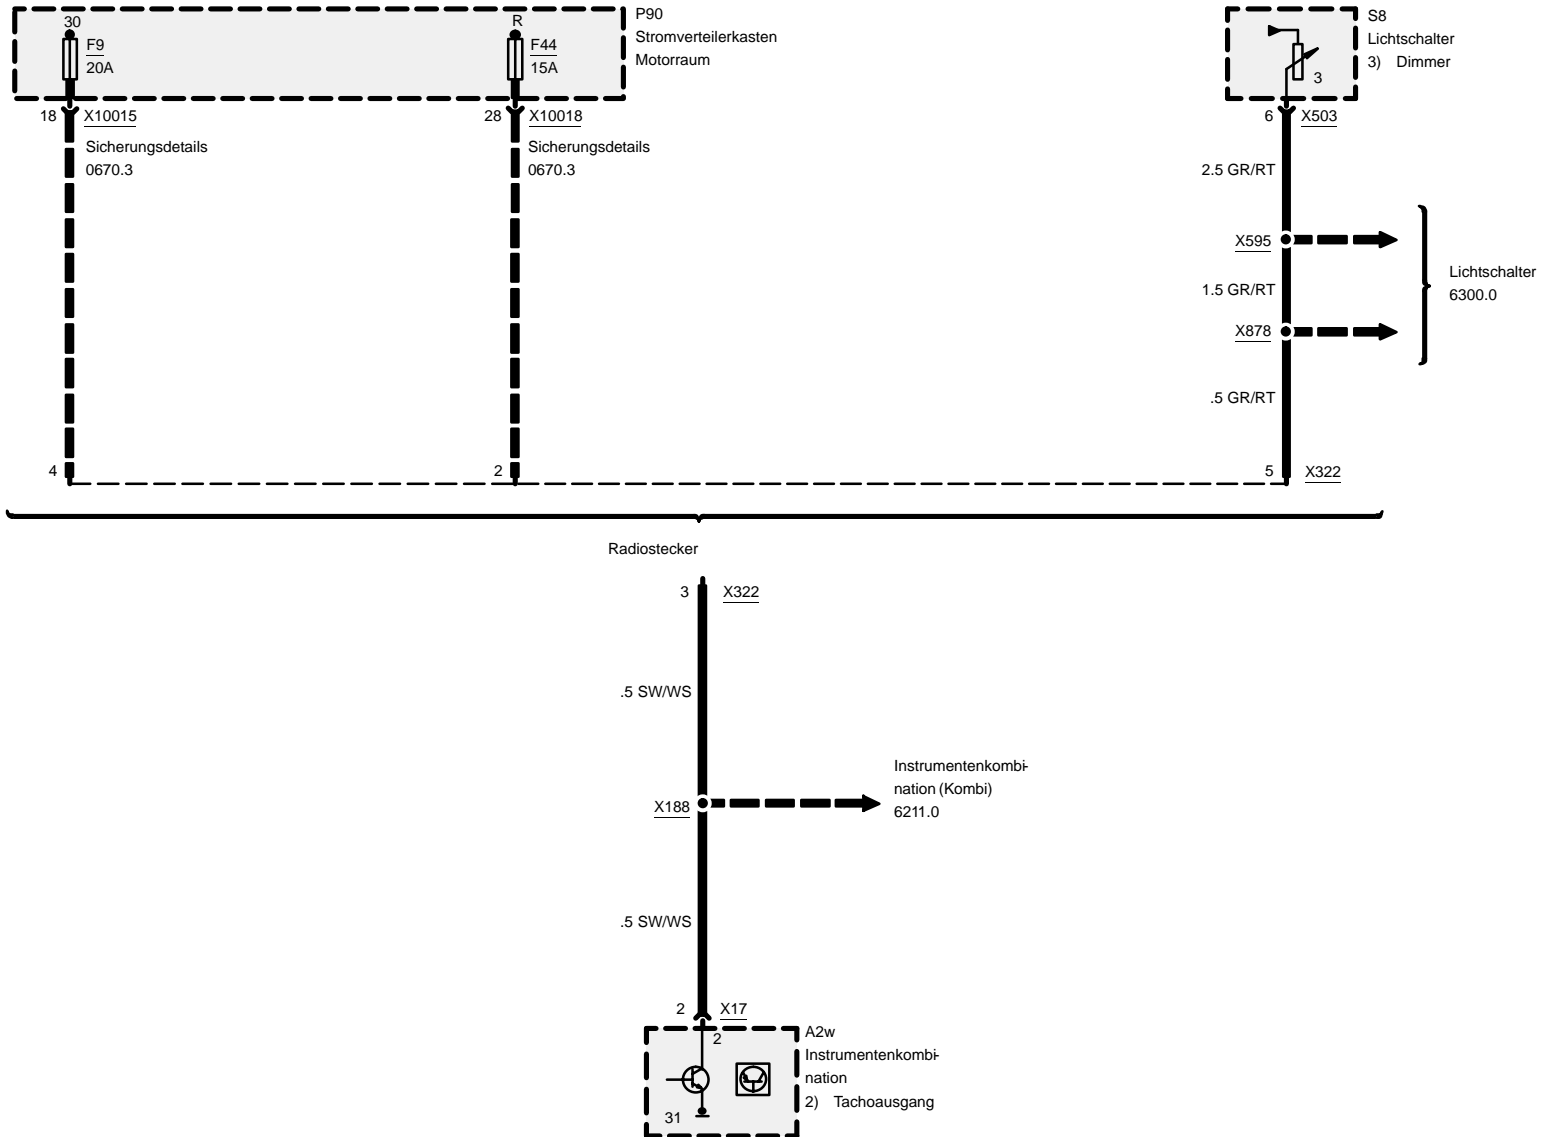 30
F9
20A
R
F44
15A
P90
Stromverteilerkasten
Motorraum
S8
Lichtschalter
3) Dimmer
3
18 X10015
Sicherungsdetails
0670.3
28 X10018
Sicherungsdetails
0670.3
6 X503
2.5 GR/RT
X595
1.5 GR/RT
X878
.5 GR/RT
Lichtschalter
6300.0
4
2
5 X322
Radiostecker
3 X322
.5 SW/WS
X188
Instrumentenkombi-
nation (Kombi)
6211.0
.5 SW/WS
2 X17
2
31
A2w
Instrumentenkombi-
nation
2) Tachoausgang